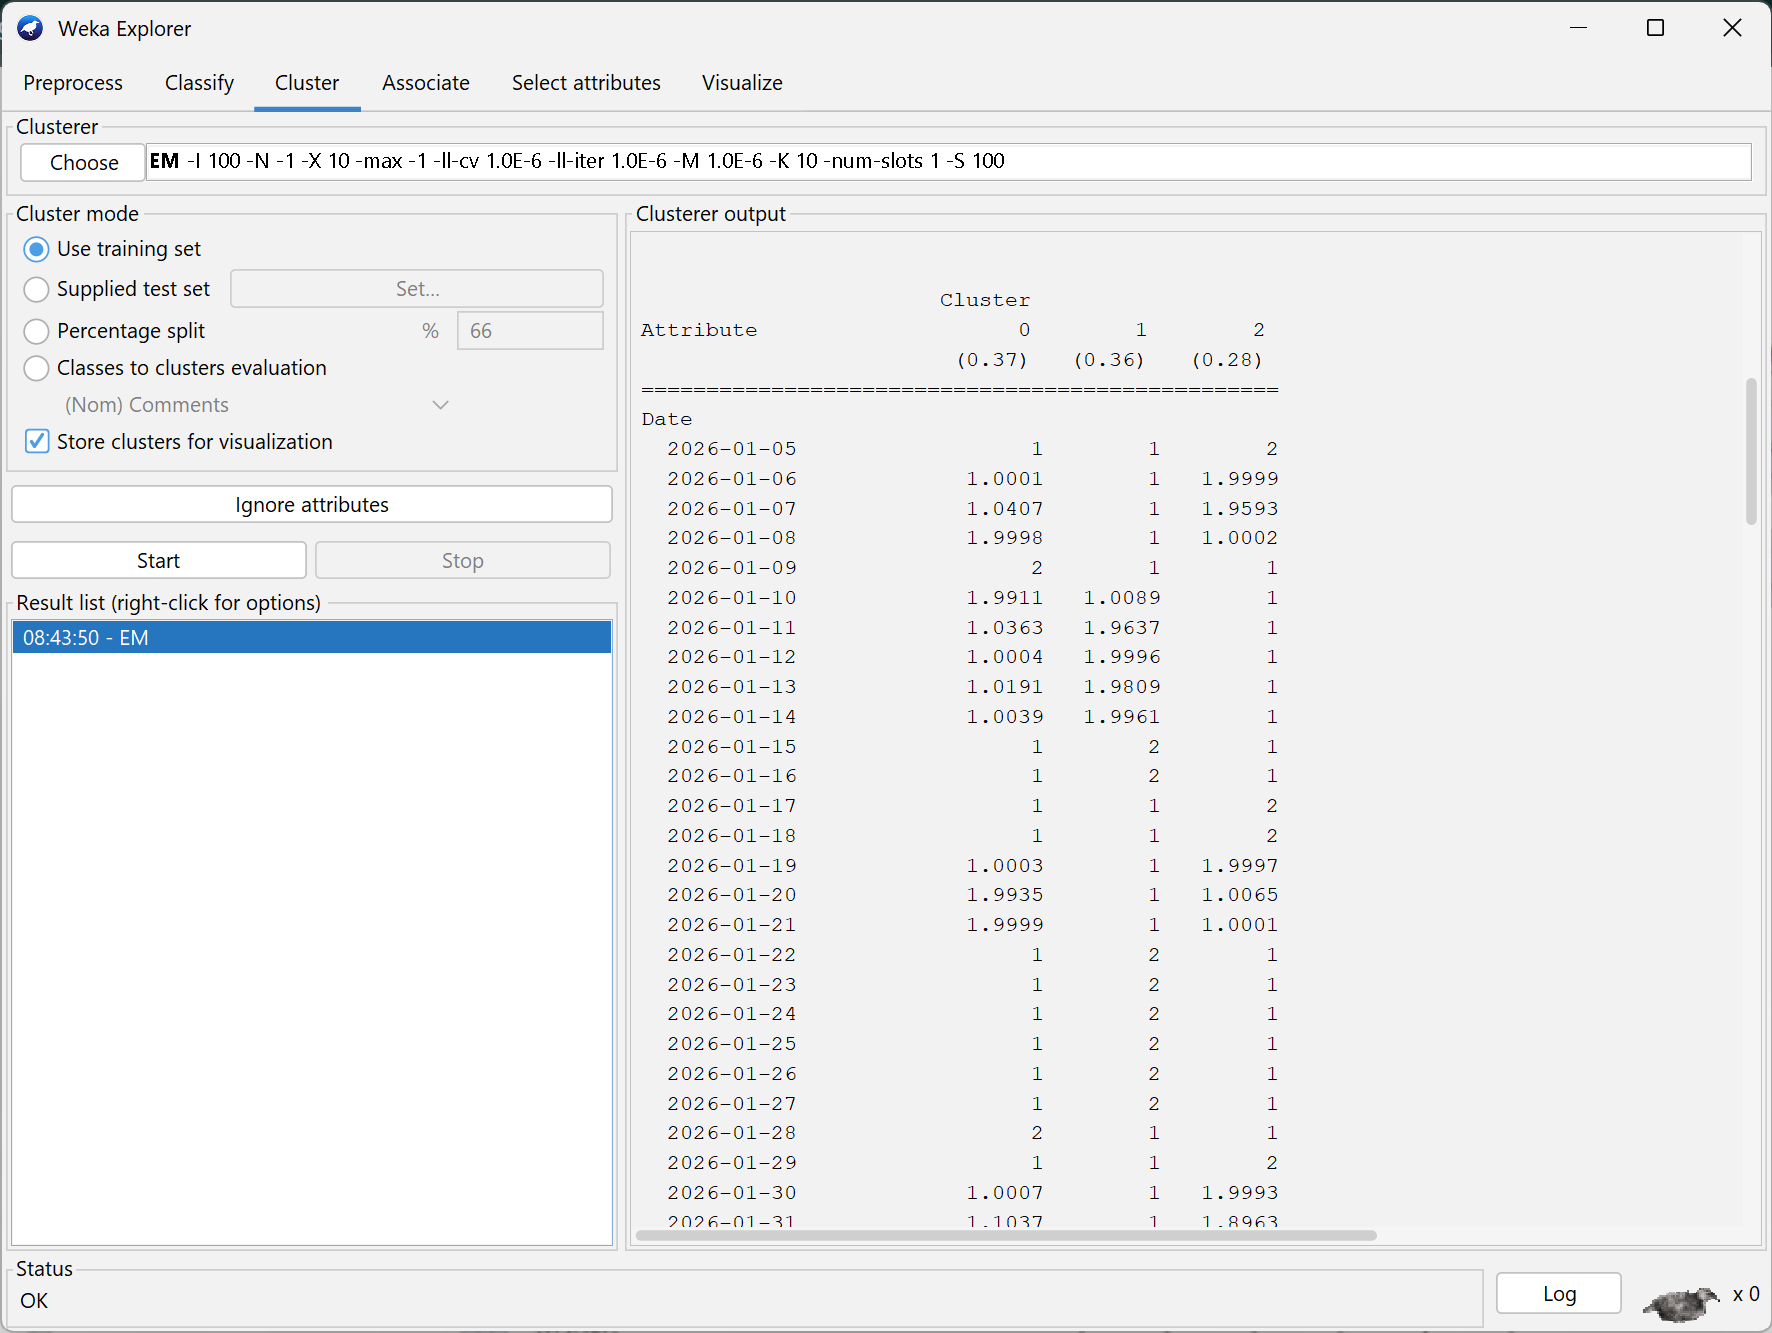 Weka Explorer
Preprocess Classify Cluster Associate Select attributes Visualize
Clusterer
Choose EM -I 100 -N -1 -X 10 -max -1 -ll-cv 1.0E-6 -ll-iter 1.0E-6 -M 1.0E-6 -K 10 -num-slots 1 -S 100
Cluster mode
Use training set
Supplied test set Set...
Percentage split % 66
Classes to clusters evaluation
(Nom) Comments
Store clusters for visualization
Ignore attributes
Start Stop
Result list (right-click for options)
08:43:50 - EM
Clusterer output
Cluster
Attribute 0 1 2
(0.37) (0.36) (0.28)
==================================================
Date
2026-01-05 1 1 2
2026-01-06 1.0001 1 1.9999
2026-01-07 1.0407 1 1.9593
2026-01-08 1.9998 1 1.0002
2026-01-09 2 1 1
2026-01-10 1.9911 1.0089 1
2026-01-11 1.0363 1.9637 1
2026-01-12 1.0004 1.9996 1
2026-01-13 1.0191 1.9809 1
2026-01-14 1.0039 1.9961 1
2026-01-15 1 2 1
2026-01-16 1 2 1
2026-01-17 1 1 2
2026-01-18 1 1 2
2026-01-19 1.0003 1 1.9997
2026-01-20 1.9935 1 1.0065
2026-01-21 1.9999 1 1.0001
2026-01-22 1 2 1
2026-01-23 1 2 1
2026-01-24 1 2 1
2026-01-25 1 2 1
2026-01-26 1 2 1
2026-01-27 1 2 1
2026-01-28 2 1 1
2026-01-29 1 1 2
2026-01-30 1.0007 1 1.9993
2026-01-31 1.1037 1 1.8963
Status
OK
Log x 0